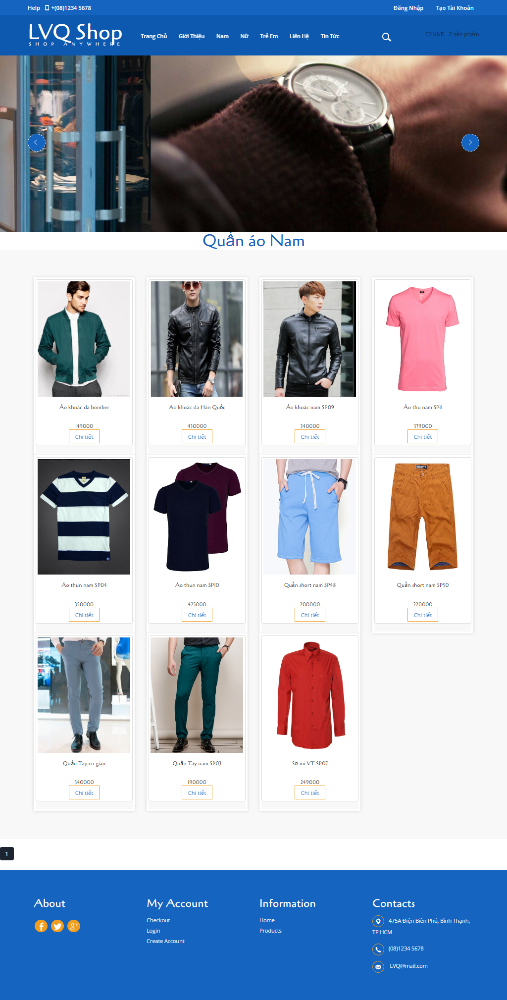 Help +(08)1234 5678 Đăng Nhập Tạo Tài Khoản
LVQ Shop
SHOP ANYWHERE
Trang Chủ Giới Thiệu Nam Nữ Trẻ Em Liên Hệ Tin Tức
00 VNĐ 0 sản phẩm
Quần áo Nam
Áo khoác da bomber
149000
Chi tiết
Ao khoác da Hàn Quốc
430000
Chi tiết
Áo khoác nam SP09
340000
Chi tiết
Áo thu nam SP11
379000
Chi tiết
Áo thun nam SP04
350000
Chi tiết
Áo thun nam SP10
425000
Chi tiết
Quần short nam SP48
200000
Chi tiết
Quần short nam SP50
220000
Chi tiết
Quần Tây co giãn
340000
Chi tiết
Quần Tây nam SP03
190000
Chi tiết
Sơ mi VT SP07
249000
Chi tiết
1
About
My Account
Checkout
Login
Create Account
Information
Home
Products
Contacts
475A Điện Biên Phủ, Bình Thạnh,
TP HCM
(08)1234 5678
LVQ@mail.com